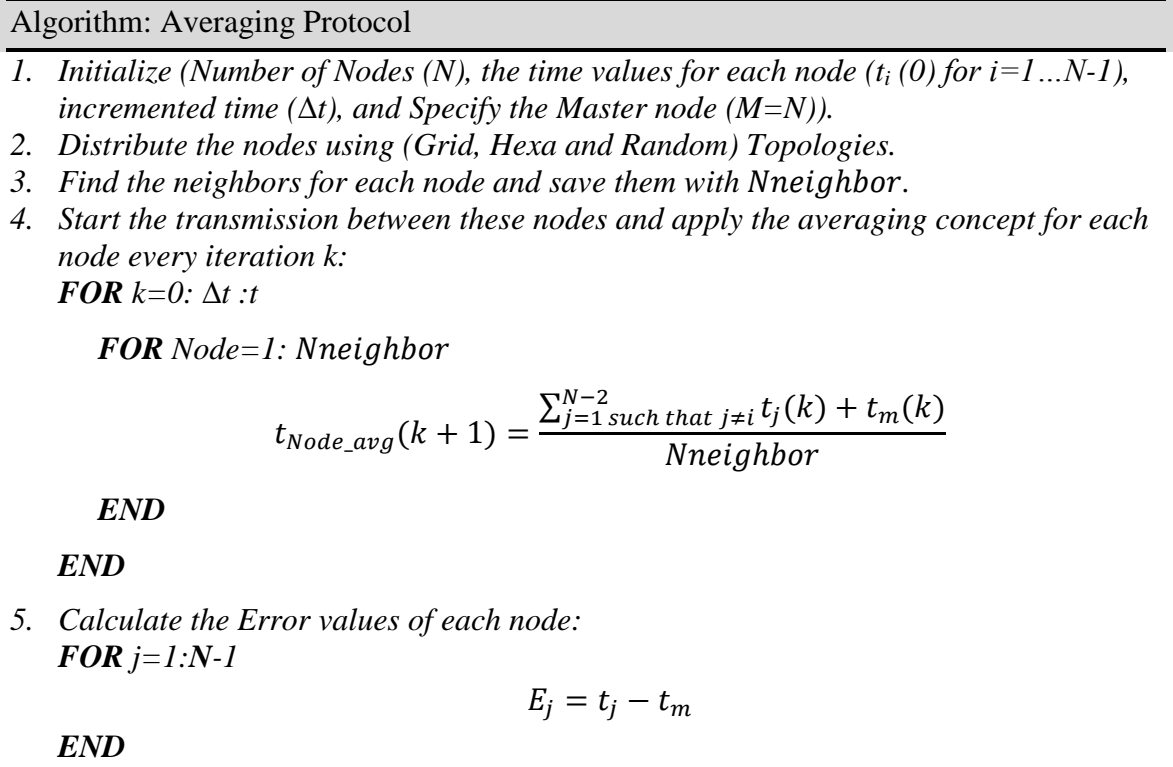 Algorithm: Averaging Protocol
1. Initialize (Number of Nodes (N), the time values for each node (tᵢ (0) for i=1…N-1),
incremented time (Δt), and Specify the Master node (M=N)).
2. Distribute the nodes using (Grid, Hexa and Random) Topologies.
3. Find the neighbors for each node and save them with Nneighbor.
4. Start the transmission between these nodes and apply the averaging concept for each
node every iteration k:
FOR k=0: Δt :t
FOR Node=1: Nneighbor
t_{Node_avg}(k + 1) = \frac{\sum_{j=1 such that j≠i}^{N−2} t_j(k) + t_m(k)}{Nneighbor}
END
END
5. Calculate the Error values of each node:
FOR j=1:N-1
E_j = t_j − t_m
END